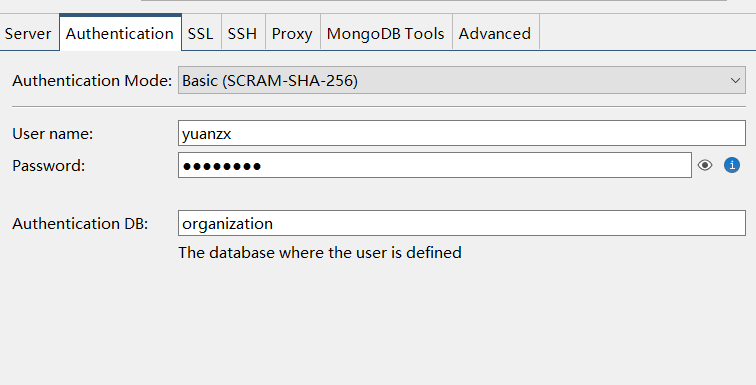 Server Authentication SSL SSH Proxy MongoDB Tools Advanced
Authentication Mode: Basic (SCRAM-SHA-256)
User name: yuanzx
Password: ●●●●●●●●
Authentication DB: organization
The database where the user is defined